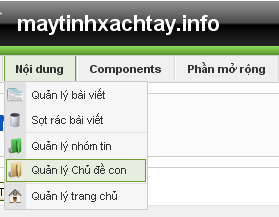 maytinhxachtay.info
Nội dung Components Phần mở rộng
Quản lý bài viết
Sọt rác bài viết
Quản lý nhóm tin
Quản lý Chủ đề con
Quản lý trang chủ